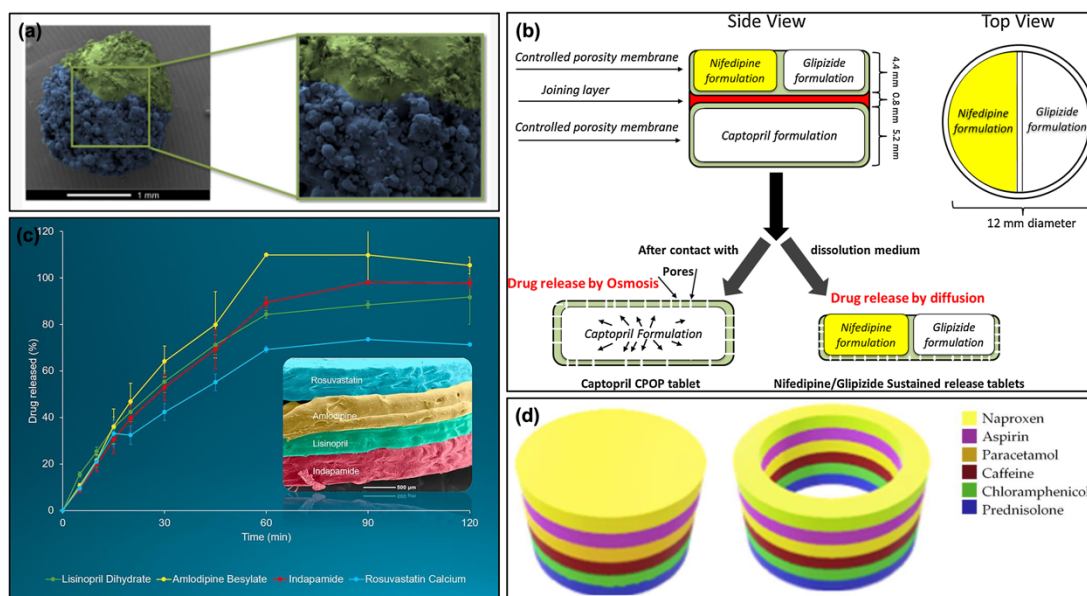 (a)
1 mm
(b)
Side View
Top View
Controlled porosity membrane
Joining layer
Controlled porosity membrane
Nifedipine
formulation
Glipizide
formulation
Captopril formulation
4.4 mm
0.8 mm
5.2 mm
Nifedipine
formulation
Glipizide
formulation
12 mm diameter
After contact with
dissolution medium
Drug release by Osmosis
Pores
Captopril Formulation
Captopril CPOP tablet
Drug release by diffusion
Nifedipine
formulation
Glipizide
formulation
Nifedipine/Glipizide Sustained release tablets
(c)
Drug released (%)
120
100
80
60
40
20
0
0
30
60
90
120
Time (min)
Rosuvastatin
Amlodipine
Lisinopril
Indapamide
500 µm
Lisinopril Dihydrate
Amlodipine Besylate
Indapamide
Rosuvastatin Calcium
(d)
Naproxen
Aspirin
Paracetamol
Caffeine
Chloramphenicol
Prednisolone